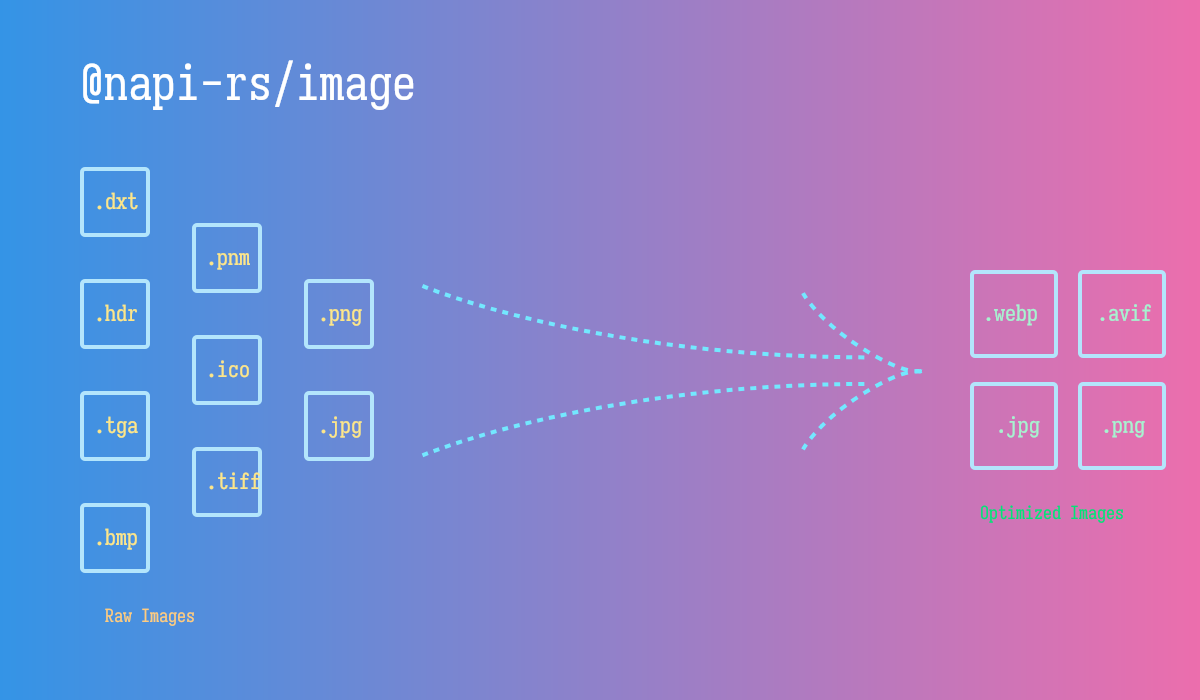 @napi-rs/image
.dxt
.hdr
.tga
.bmp
.pnm
.ico
.tiff
.png
.jpg
Raw Images
.webp
.avif
.jpg
.png
Optimized Images